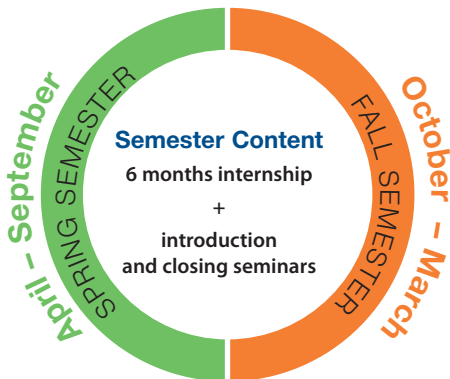 April – September
SPRING SEMESTER
Semester Content
6 months internship
+
introduction
and closing seminars
FALL SEMESTER
October – March